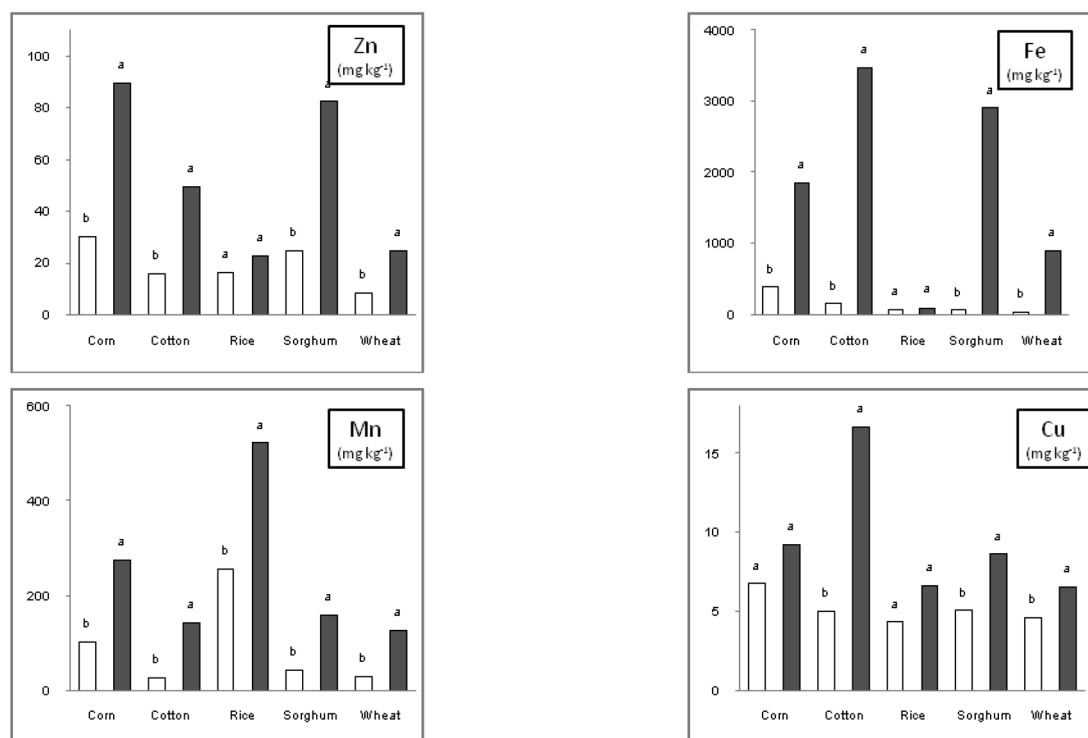 Zn
(mg kg⁻¹)
100
80
60
40
20
0
b
a
b
a
a
a
b
a
b
a
Corn Cotton Rice Sorghum Wheat
Fe
(mg kg⁻¹)
4000
3000
2000
1000
0
b
a
b
a
a
a
b
a
b
a
Corn Cotton Rice Sorghum Wheat
Mn
(mg kg⁻¹)
600
400
200
0
b
a
b
a
b
a
b
a
b
a
Corn Cotton Rice Sorghum Wheat
Cu
(mg kg⁻¹)
15
10
5
0
a
a
b
a
a
a
b
a
b
a
Corn Cotton Rice Sorghum Wheat